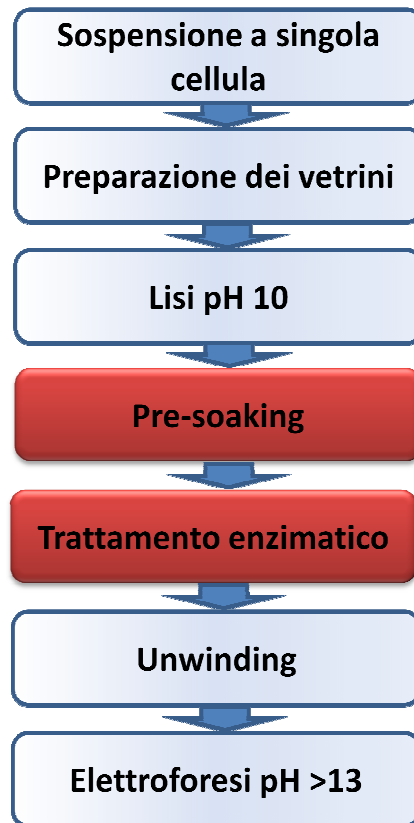 Sospensione a singola
cellula
Preparazione dei vetrini
Lisi pH 10
Pre-soaking
Trattamento enzimatico
Unwinding
Elettroforesi pH >13